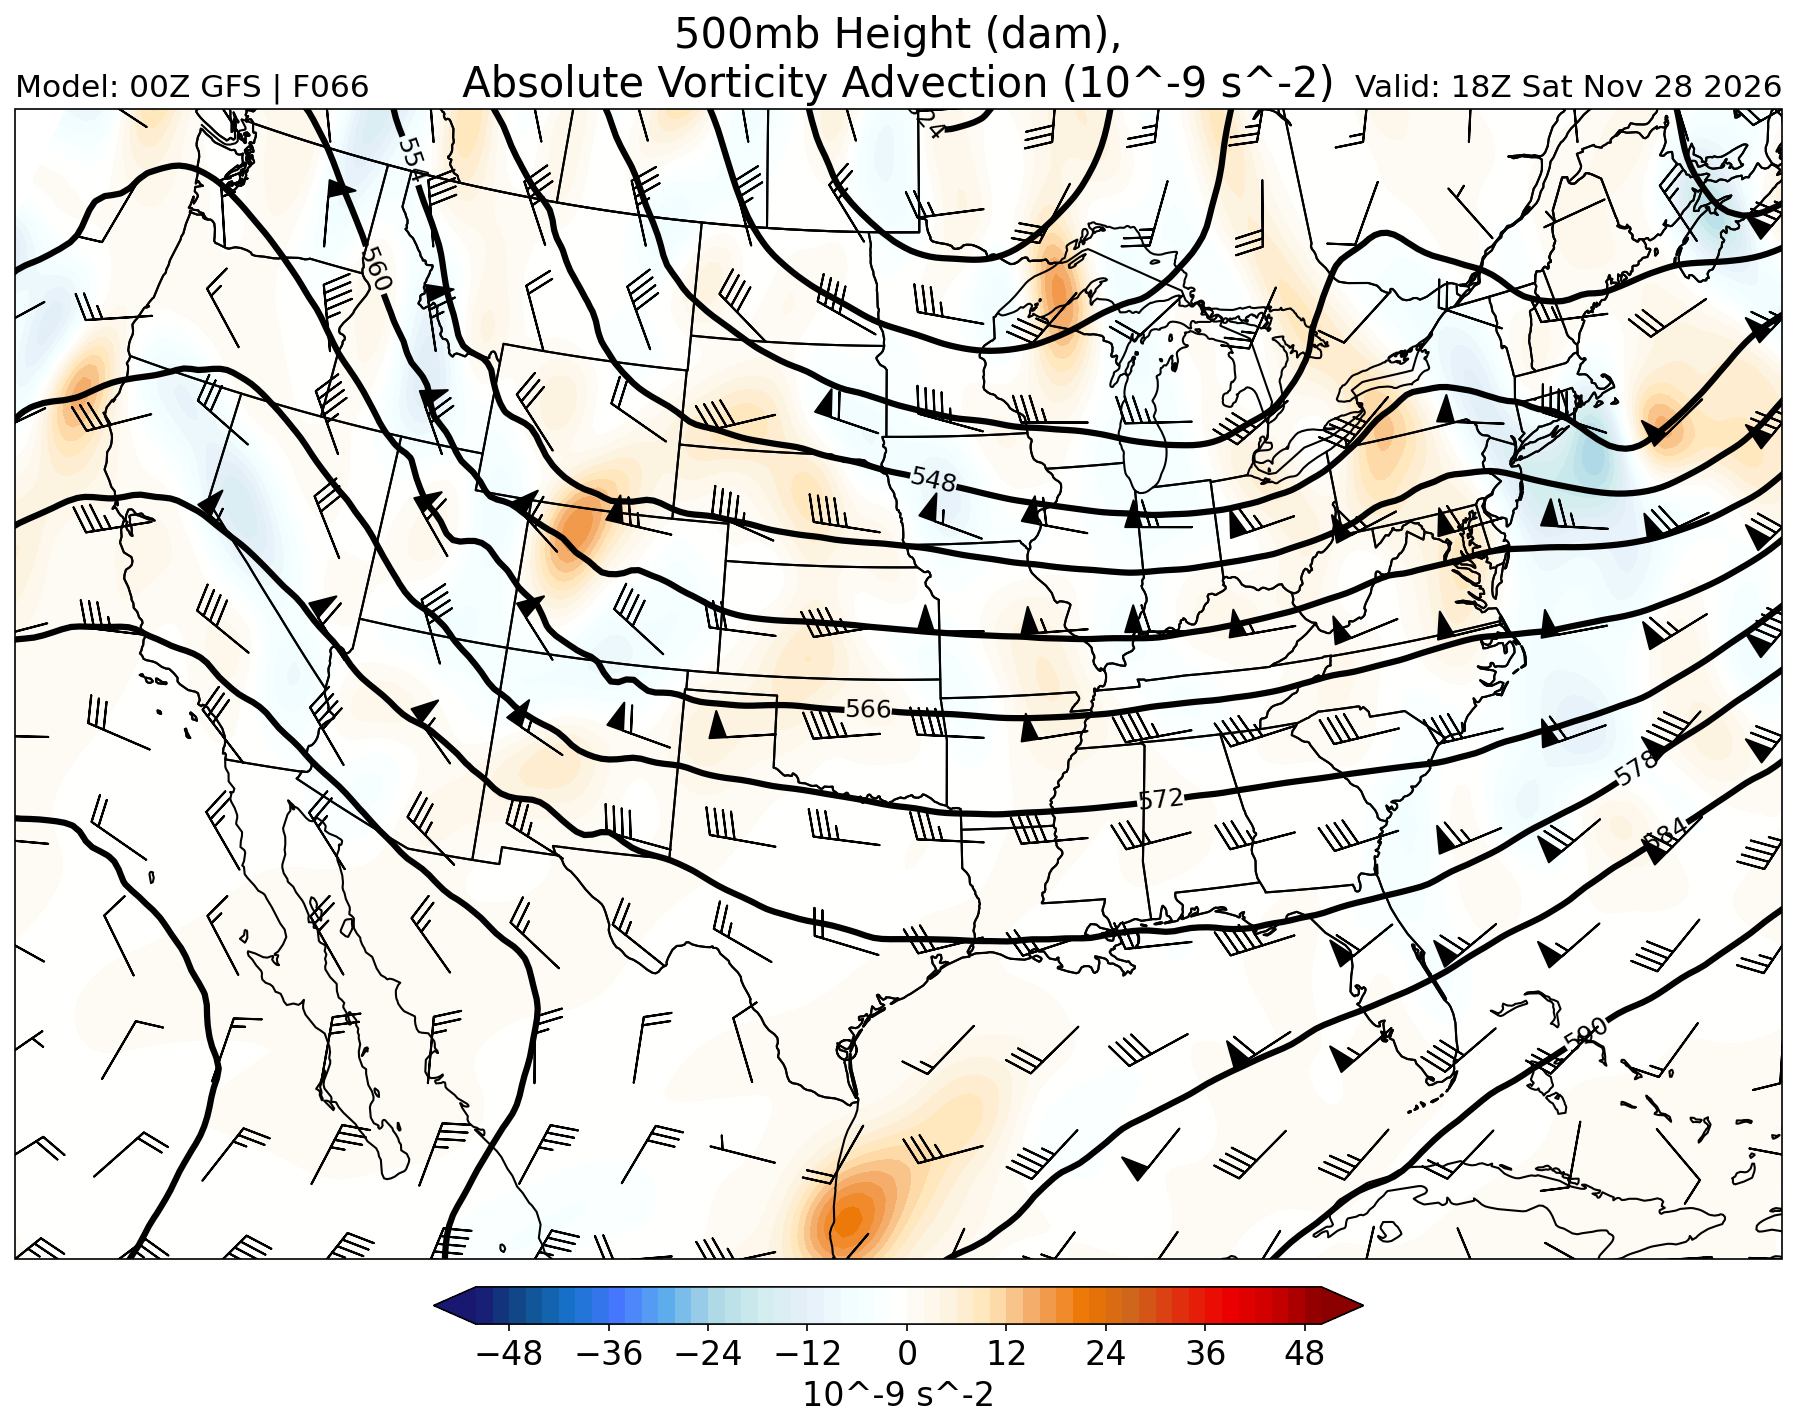 500mb Height (dam),
Absolute Vorticity Advection (10^-9 s^-2)
Model: 00Z GFS | F066
Valid: 18Z Sat Nov 28 2026
554
560
548
566
572
578
584
590
−48 −36 −24 −12 0 12 24 36 48
10^-9 s^-2